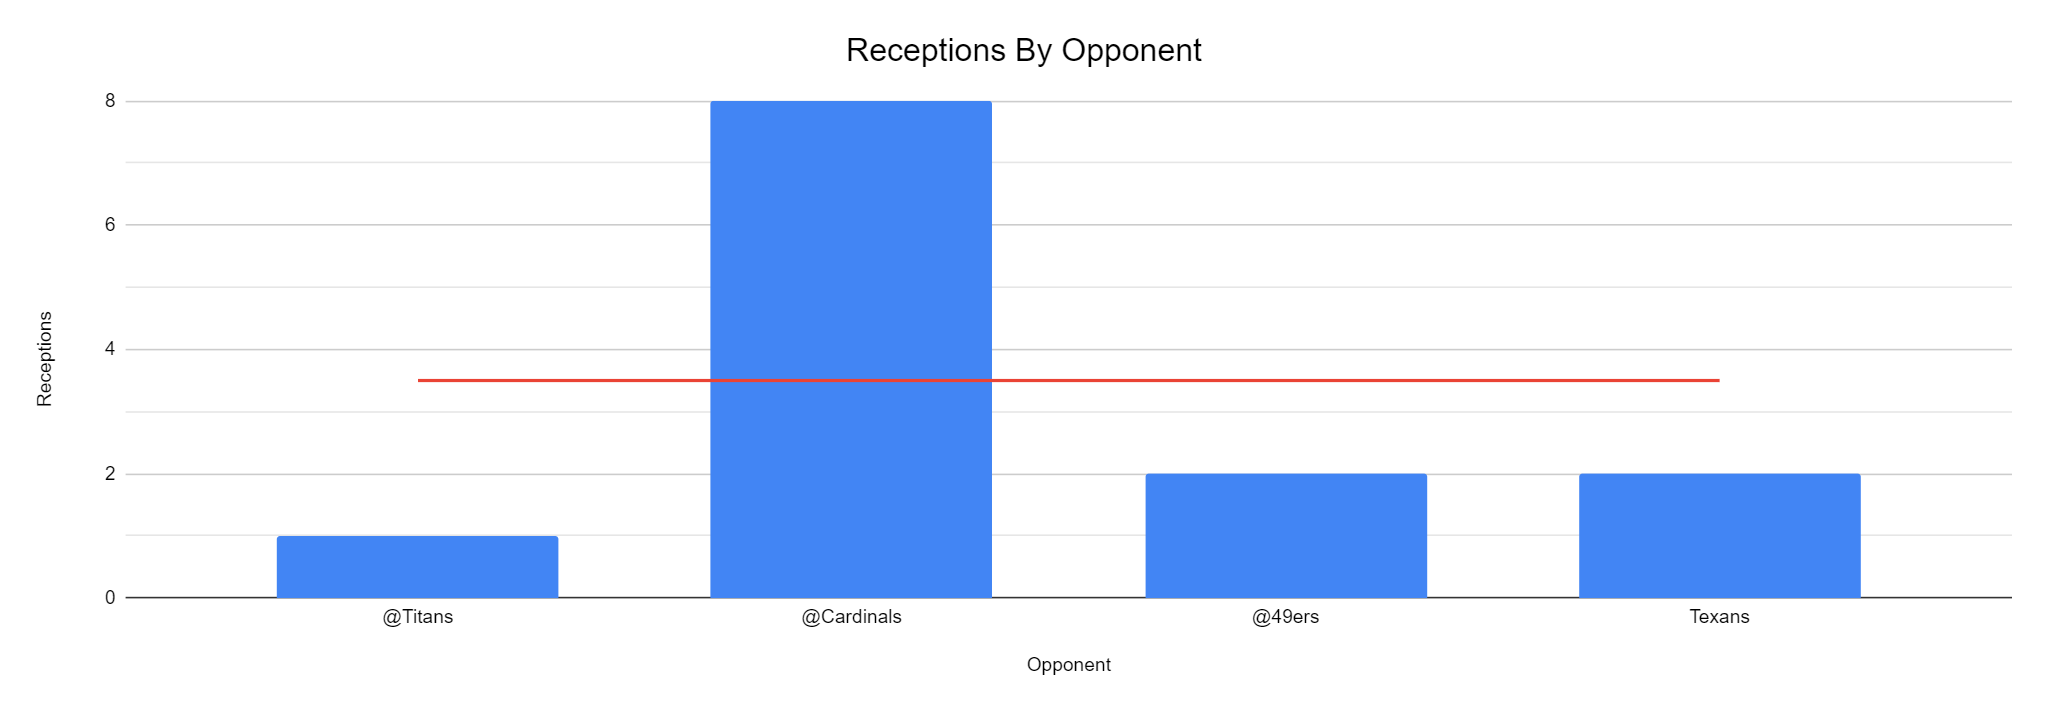 Receptions By Opponent
8
6
4
2
0
Receptions
@Titans @Cardinals @49ers Texans
Opponent